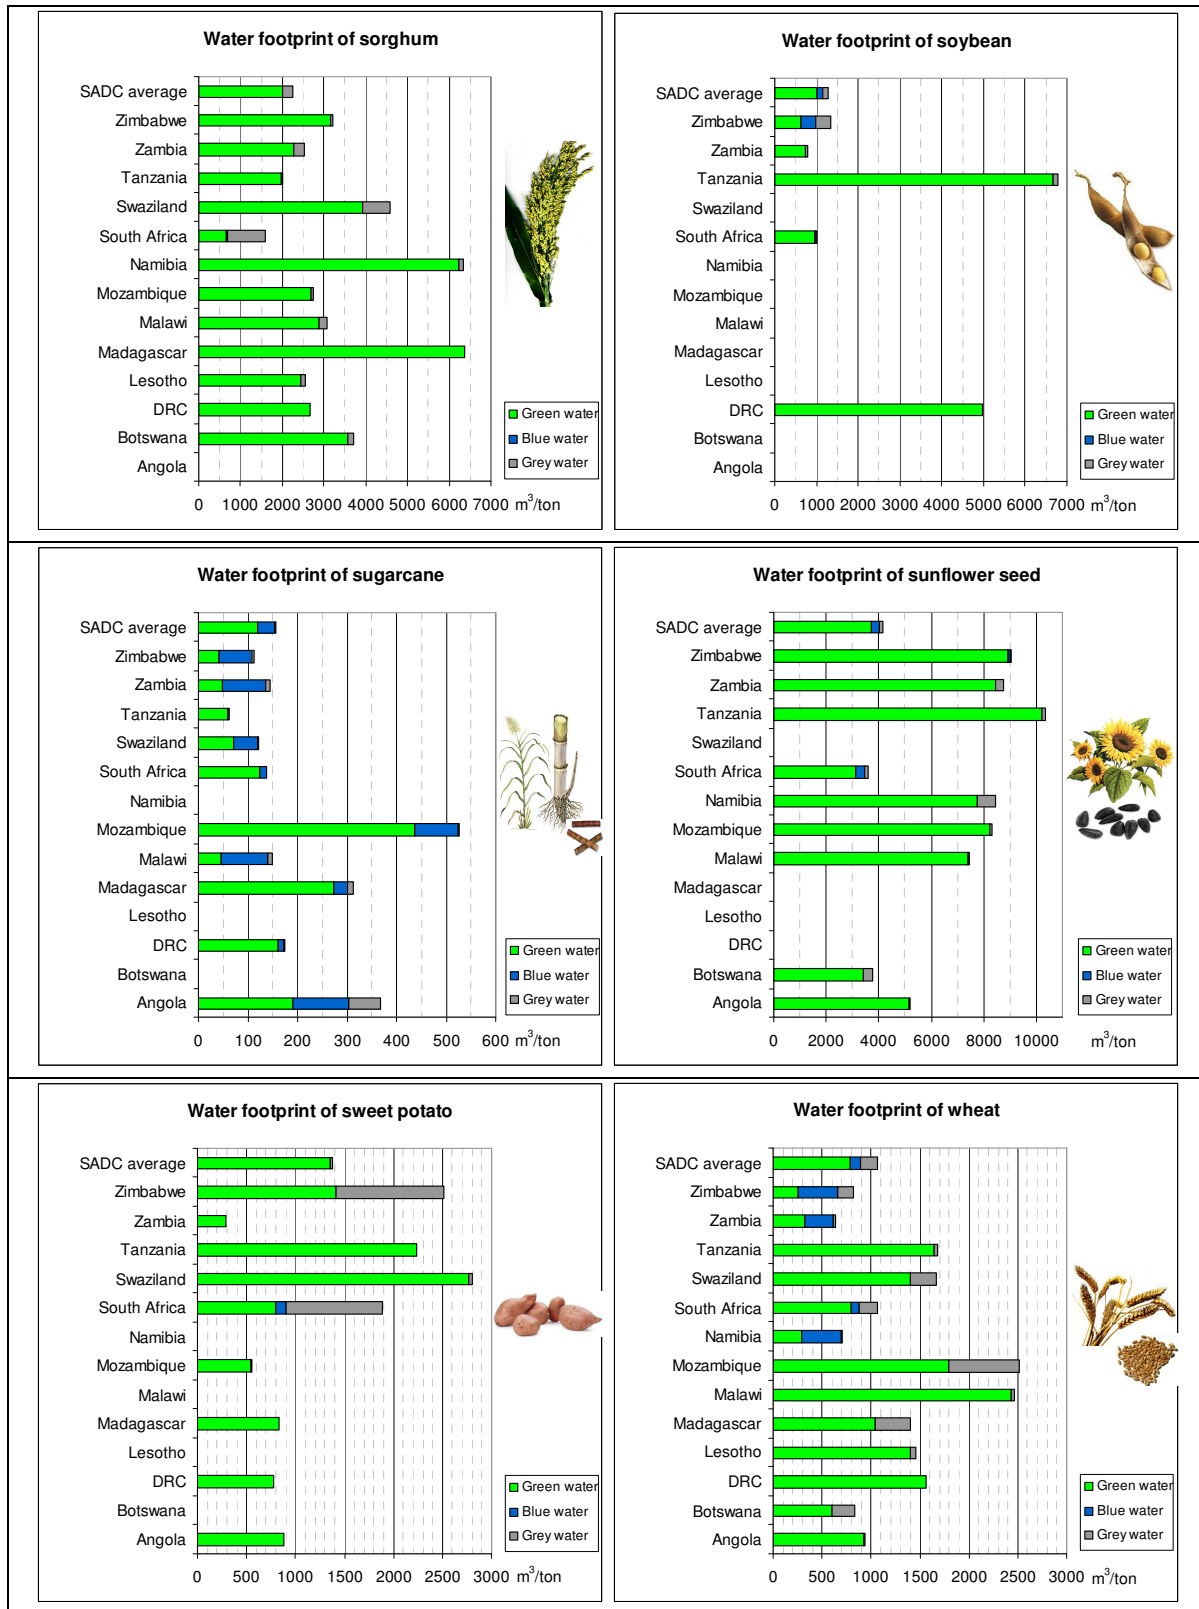 Water footprint of sorghum
SADC average
Zimbabwe
Zambia
Tanzania
Swaziland
South Africa
Namibia
Mozambique
Malawi
Madagascar
Lesotho
DRC
Botswana
Angola
0 1000 2000 3000 4000 5000 6000 7000 m³/ton
Green water
Blue water
Grey water
Water footprint of soybean
SADC average
Zimbabwe
Zambia
Tanzania
Swaziland
South Africa
Namibia
Mozambique
Malawi
Madagascar
Lesotho
DRC
Botswana
Angola
0 1000 2000 3000 4000 5000 6000 7000 m³/ton
Green water
Blue water
Grey water
Water footprint of sugarcane
SADC average
Zimbabwe
Zambia
Tanzania
Swaziland
South Africa
Namibia
Mozambique
Malawi
Madagascar
Lesotho
DRC
Botswana
Angola
0 100 200 300 400 500 600 m³/ton
Green water
Blue water
Grey water
Water footprint of sunflower seed
SADC average
Zimbabwe
Zambia
Tanzania
Swaziland
South Africa
Namibia
Mozambique
Malawi
Madagascar
Lesotho
DRC
Botswana
Angola
0 2000 4000 6000 8000 10000 m³/ton
Green water
Blue water
Grey water
Water footprint of sweet potato
SADC average
Zimbabwe
Zambia
Tanzania
Swaziland
South Africa
Namibia
Mozambique
Malawi
Madagascar
Lesotho
DRC
Botswana
Angola
0 500 1000 1500 2000 2500 3000 m³/ton
Green water
Blue water
Grey water
Water footprint of wheat
SADC average
Zimbabwe
Zambia
Tanzania
Swaziland
South Africa
Namibia
Mozambique
Malawi
Madagascar
Lesotho
DRC
Botswana
Angola
0 500 1000 1500 2000 2500 3000 m³/ton
Green water
Blue water
Grey water